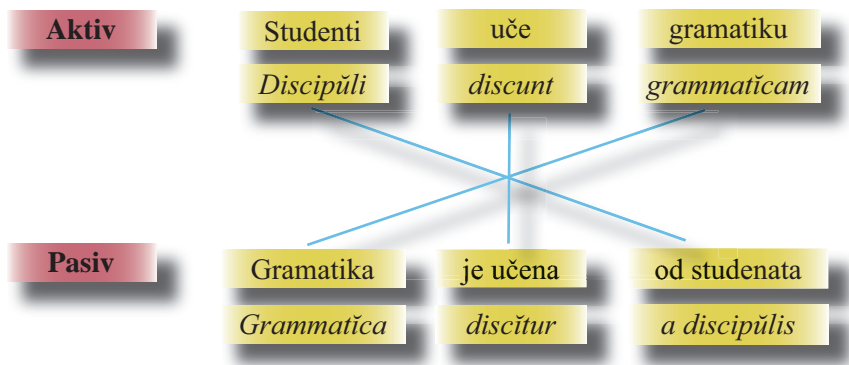 Aktiv Studenti uče gramatiku
Discipŭli discunt grammatĭcam
Pasiv Gramatika je učena od studenata
Grammatĭca discĭtur a discipŭlis